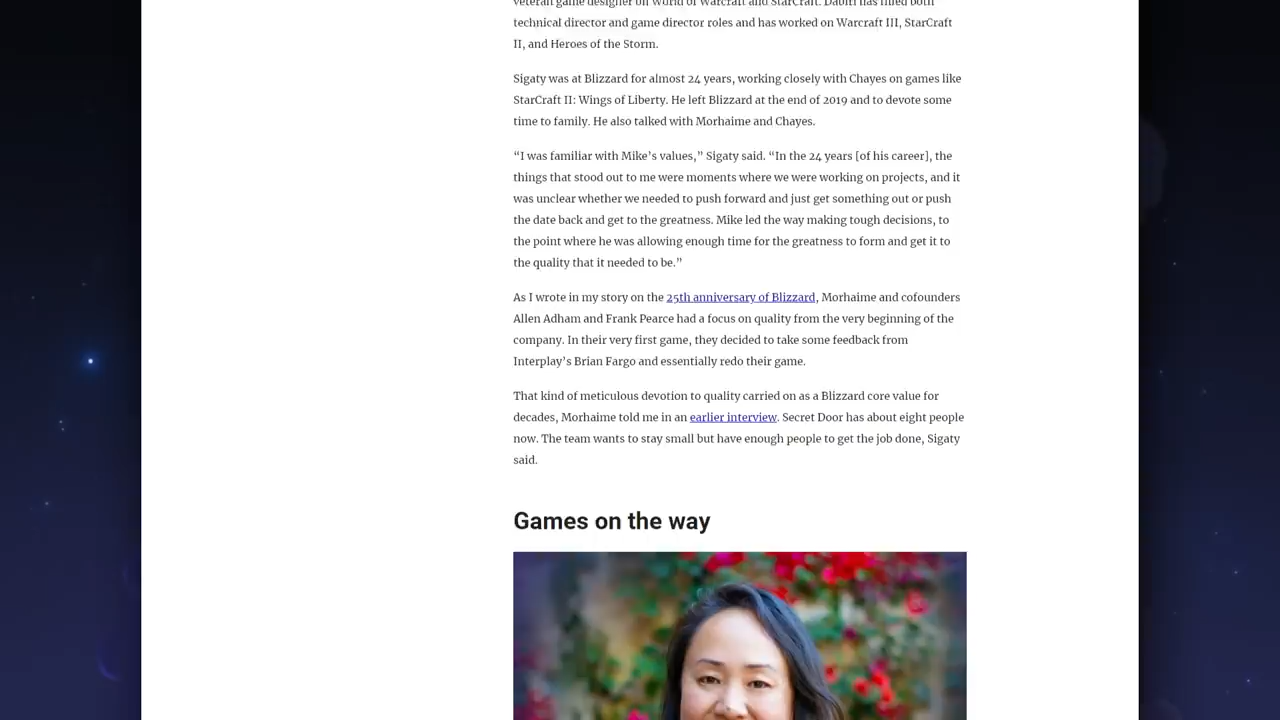 veteran game designer on World of Warcraft and StarCraft. Dabiri has filled both
technical director and game director roles and has worked on Warcraft III, StarCraft
II, and Heroes of the Storm.
Sigaty was at Blizzard for almost 24 years, working closely with Chayes on games like
StarCraft II: Wings of Liberty. He left Blizzard at the end of 2019 and to devote some
time to family. He also talked with Morhaime and Chayes.
“I was familiar with Mike’s values,” Sigaty said. “In the 24 years [of his career], the
things that stood out to me were moments where we were working on projects, and it
was unclear whether we needed to push forward and just get something out or push
the date back and get to the greatness. Mike led the way making tough decisions, to
the point where he was allowing enough time for the greatness to form and get it to
the quality that it needed to be.”
As I wrote in my story on the 25th anniversary of Blizzard, Morhaime and cofounders
Allen Adham and Frank Pearce had a focus on quality from the very beginning of the
company. In their very first game, they decided to take some feedback from
Interplay’s Brian Fargo and essentially redo their game.
That kind of meticulous devotion to quality carried on as a Blizzard core value for
decades, Morhaime told me in an earlier interview. Secret Door has about eight people
now. The team wants to stay small but have enough people to get the job done, Sigaty
said.
Games on the way